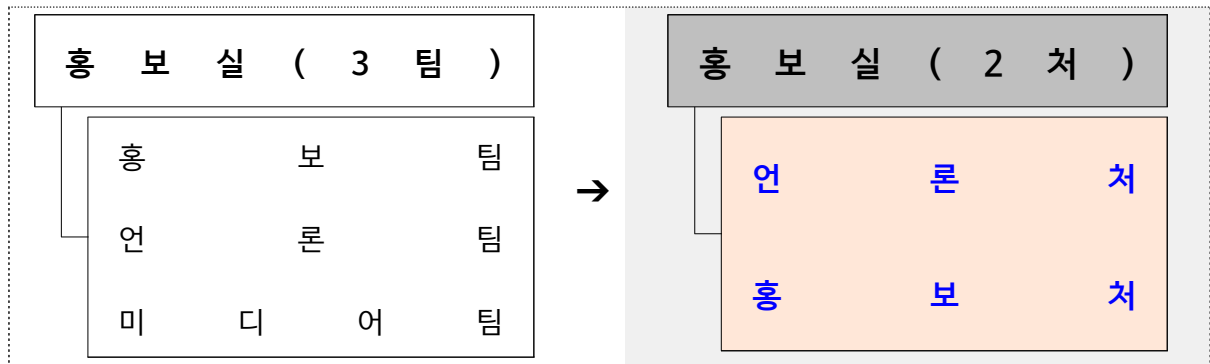 홍 보 실 ( 3 팀 )
홍 보 팀
언 론 팀
미 디 어 팀
➔
홍 보 실 ( 2 처 )
언 론 처
홍 보 처